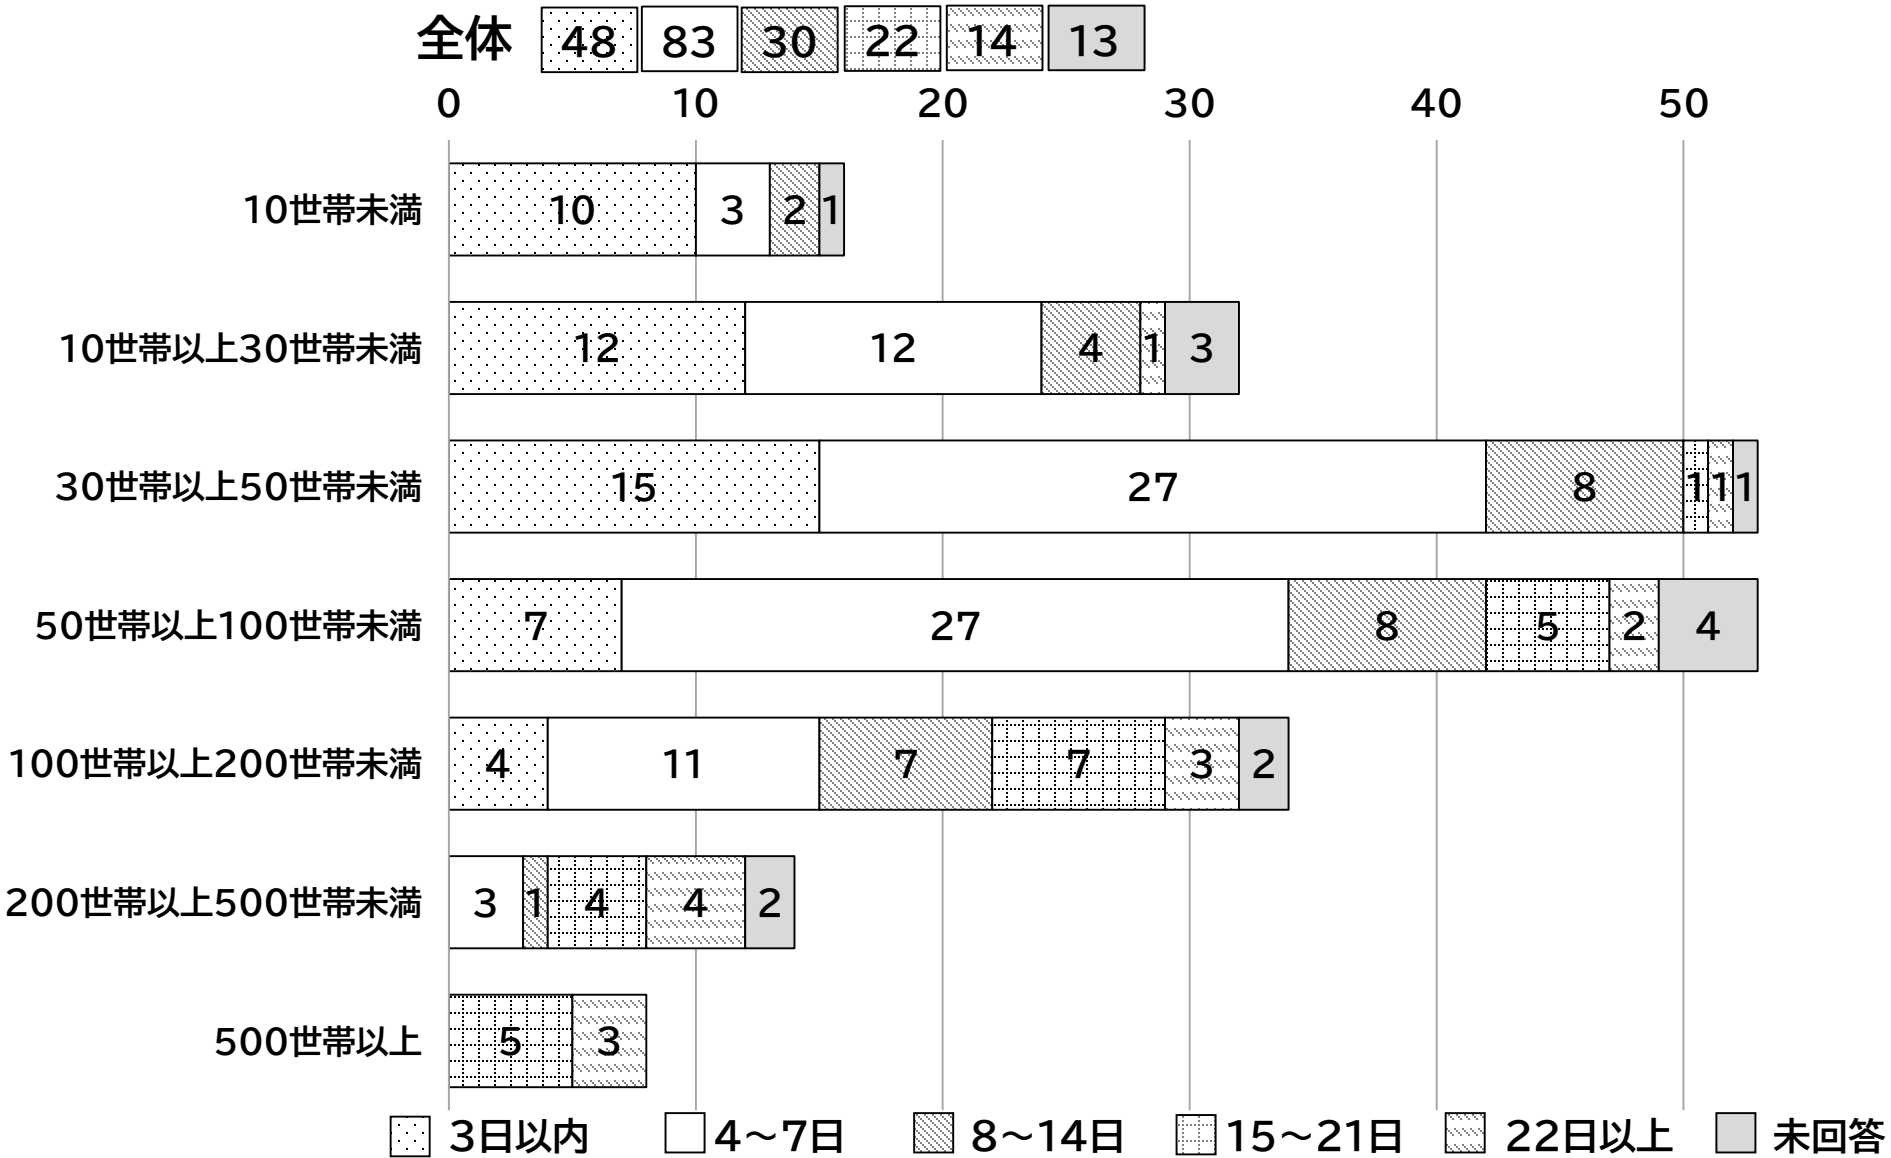 全体 48 83 30 22 14 13
0 10 20 30 40 50
10世帯未満 10 3 2 1
10世帯以上30世帯未満 12 12 4 1 3
30世帯以上50世帯未満 15 27 8 1 1 1
50世帯以上100世帯未満 7 27 8 5 2 4
100世帯以上200世帯未満 4 11 7 7 3 2
200世帯以上500世帯未満 3 1 4 4 2
500世帯以上 5 3
3日以内 4～7日 8～14日 15～21日 22日以上 未回答